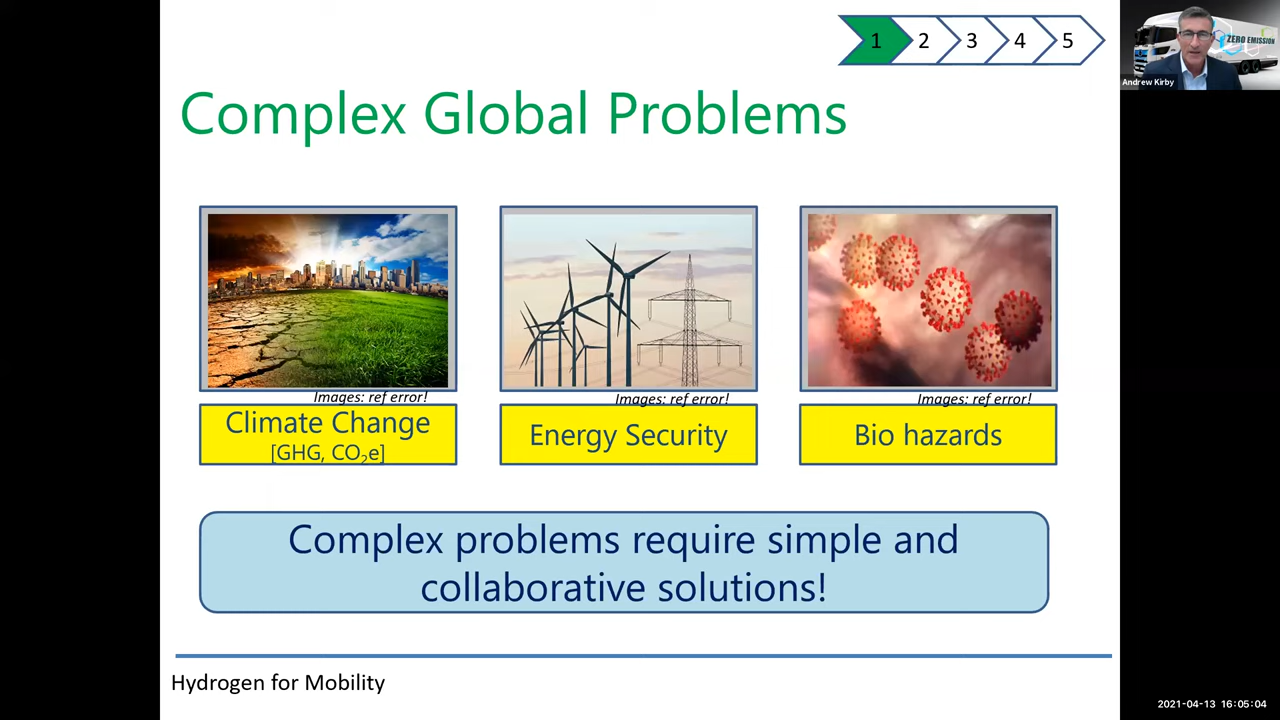 1 2 3 4 5
ZERO EMISSION
Andrew Kirby
Complex Global Problems
Images: ref error!
Images: ref error!
Images: ref error!
Climate Change
[GHG, CO₂e]
Energy Security
Bio hazards
Complex problems require simple and
collaborative solutions!
Hydrogen for Mobility
2021-04-13 16:05:04